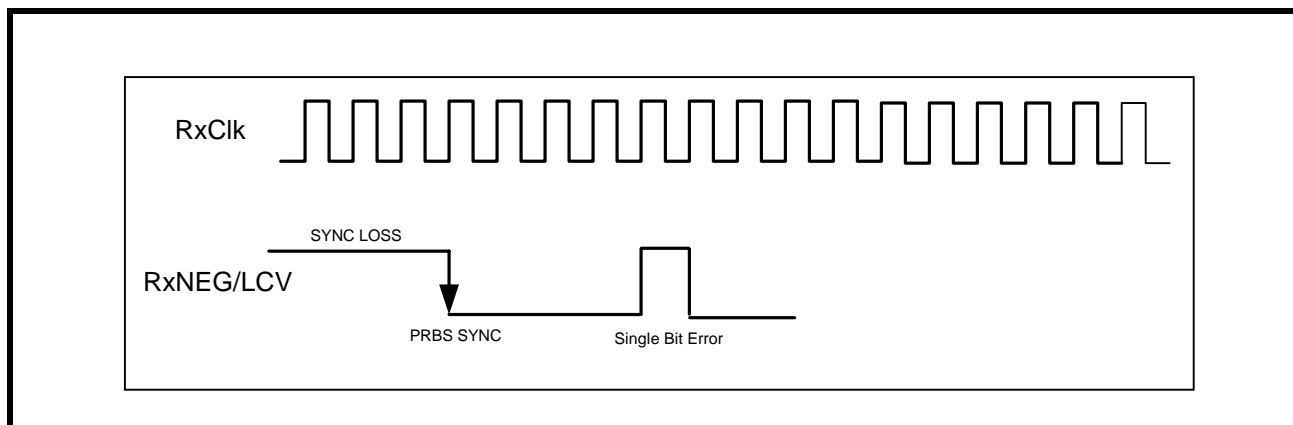 RxClk
SYNC LOSS
RxNEG/LCV
PRBS SYNC
Single Bit Error